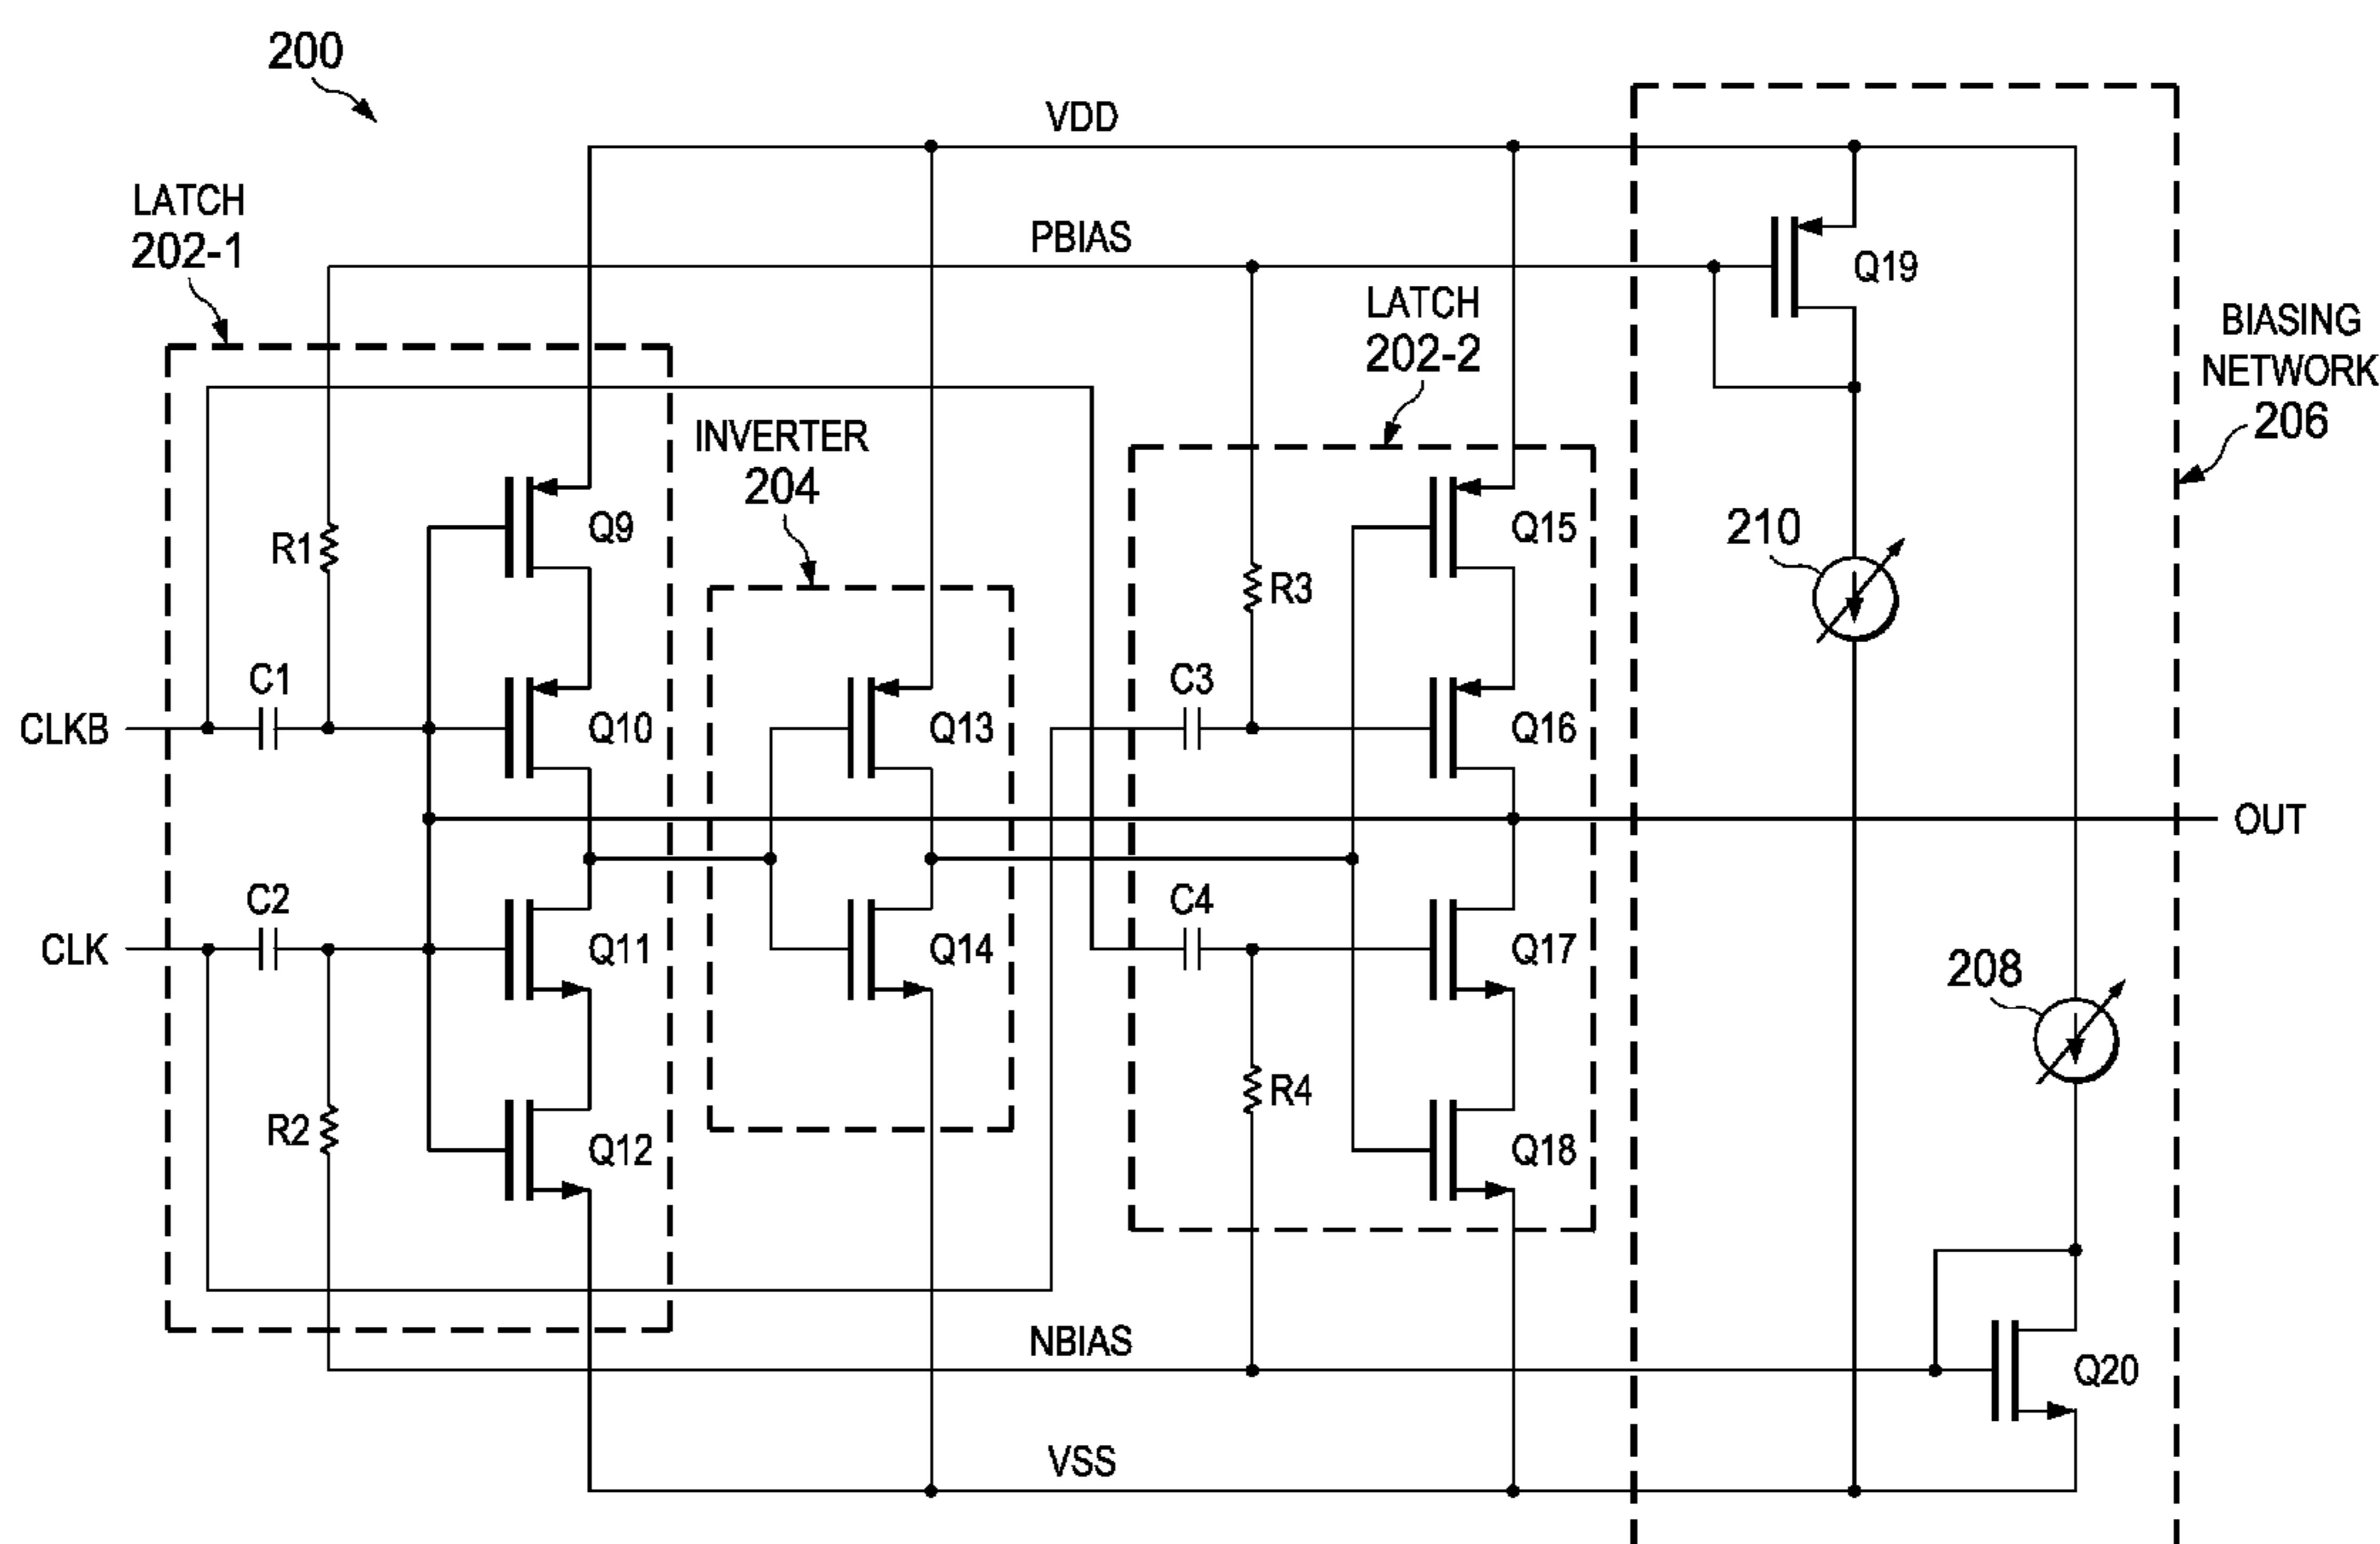 200
VDD
LATCH
202-1
PBIAS
Q19
LATCH
202-2
BIASING
NETWORK
206
INVERTER
204
R1
Q9
Q15
210
R3
C1
C3
CLKB
Q10
Q13
Q16
OUT
C2
C4
CLK
Q11
Q14
Q17
208
R4
R2
Q12
Q18
NBIAS
Q20
VSS